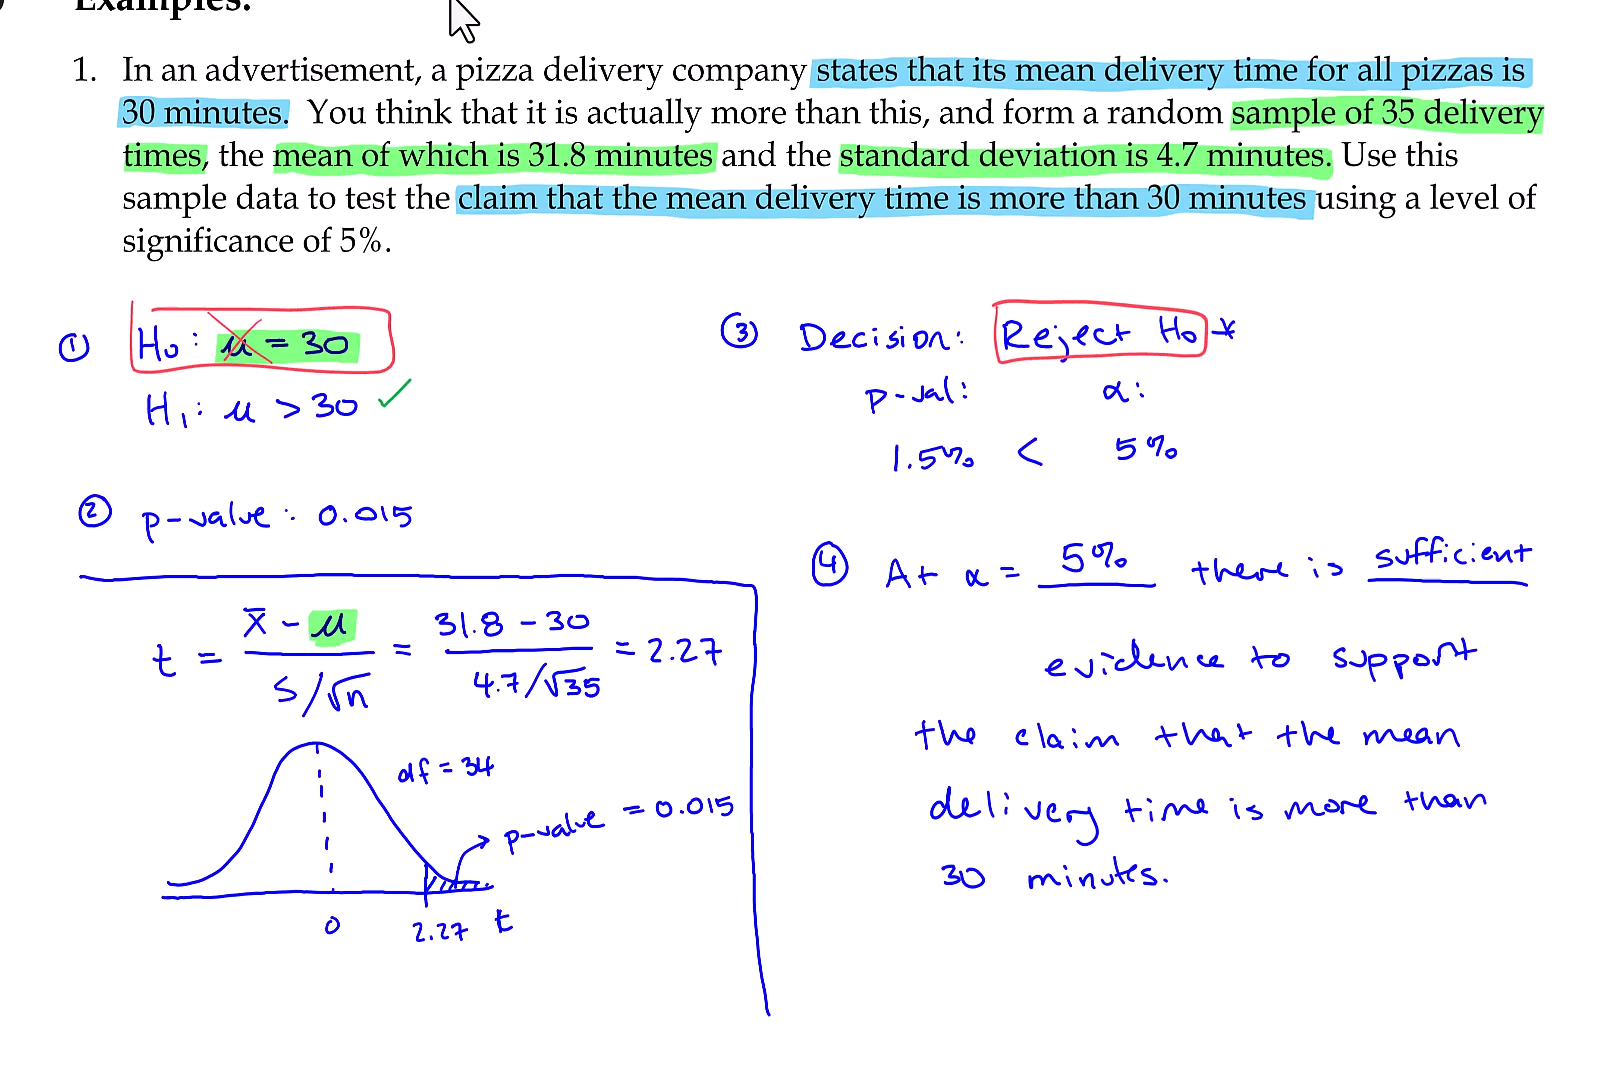 Examples:
1. In an advertisement, a pizza delivery company states that its mean delivery time for all pizzas is
30 minutes. You think that it is actually more than this, and form a random sample of 35 delivery
times, the mean of which is 31.8 minutes and the standard deviation is 4.7 minutes. Use this
sample data to test the claim that the mean delivery time is more than 30 minutes using a level of
significance of 5%.
① H₀: μ = 30
H₁: μ > 30 ✓
② p-value: 0.015
t = (x̄ - μ)/(s/√n) = (31.8 - 30)/(4.7/√35) = 2.27
df = 34
p-value = 0.015
0 2.27 t
③ Decision: Reject H₀ *
p-val: α:
1.5% < 5%
④ At α = 5% there is sufficient
evidence to support
the claim that the mean
delivery time is more than
30 minutes.